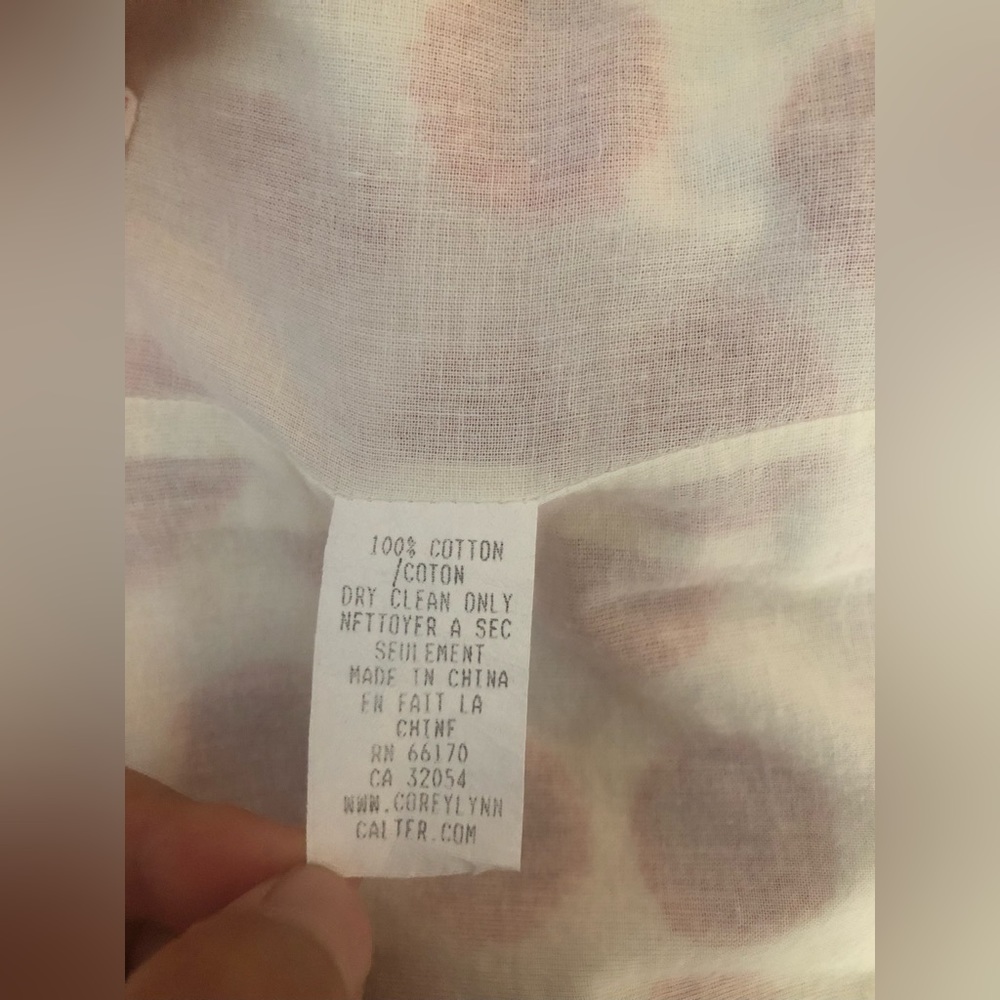 100% COTTON
/COTON
DRY CLEAN ONLY
NETTOYER A SEC
SEULEMENT
MADE IN CHINA
EN FAIT LA
CHINE
RN 66170
CA 32054
WWW.COREYLYNN
CALTER.COM